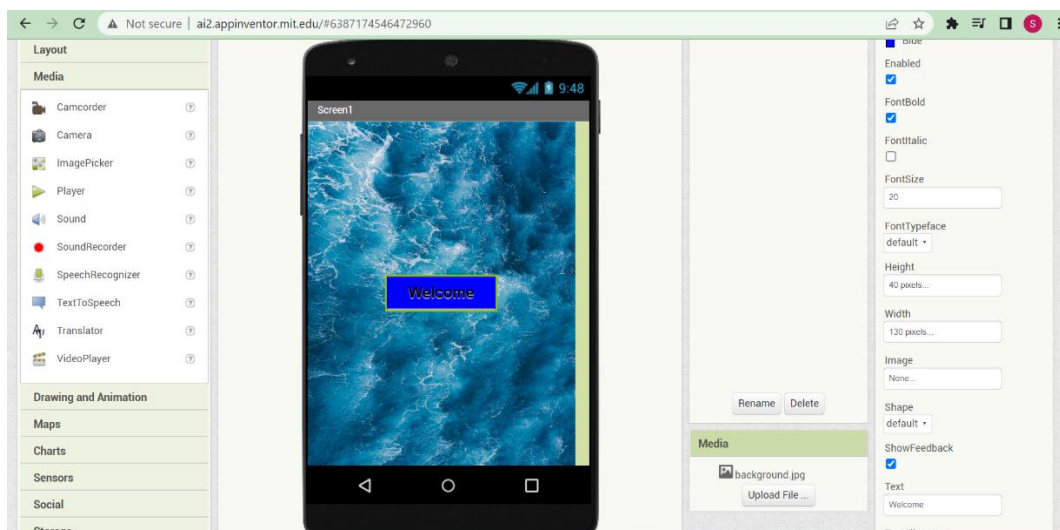 Not secure | ai2.appinventor.mit.edu/#6387174546472960
S
Layout
Media
Camcorder
Camera
ImagePicker
Player
Sound
SoundRecorder
SpeechRecognizer
TextToSpeech
Translator
VideoPlayer
Drawing and Animation
Maps
Charts
Sensors
Social
Storage
9:48
Screen1
Welcome
Rename Delete
Media
background.jpg
Upload File ...
Blue
Enabled
FontBold
FontItalic
FontSize
20
FontTypeface
default
Height
40 pixels...
Width
130 pixels...
Image
None...
Shape
default
ShowFeedback
Text
Welcome